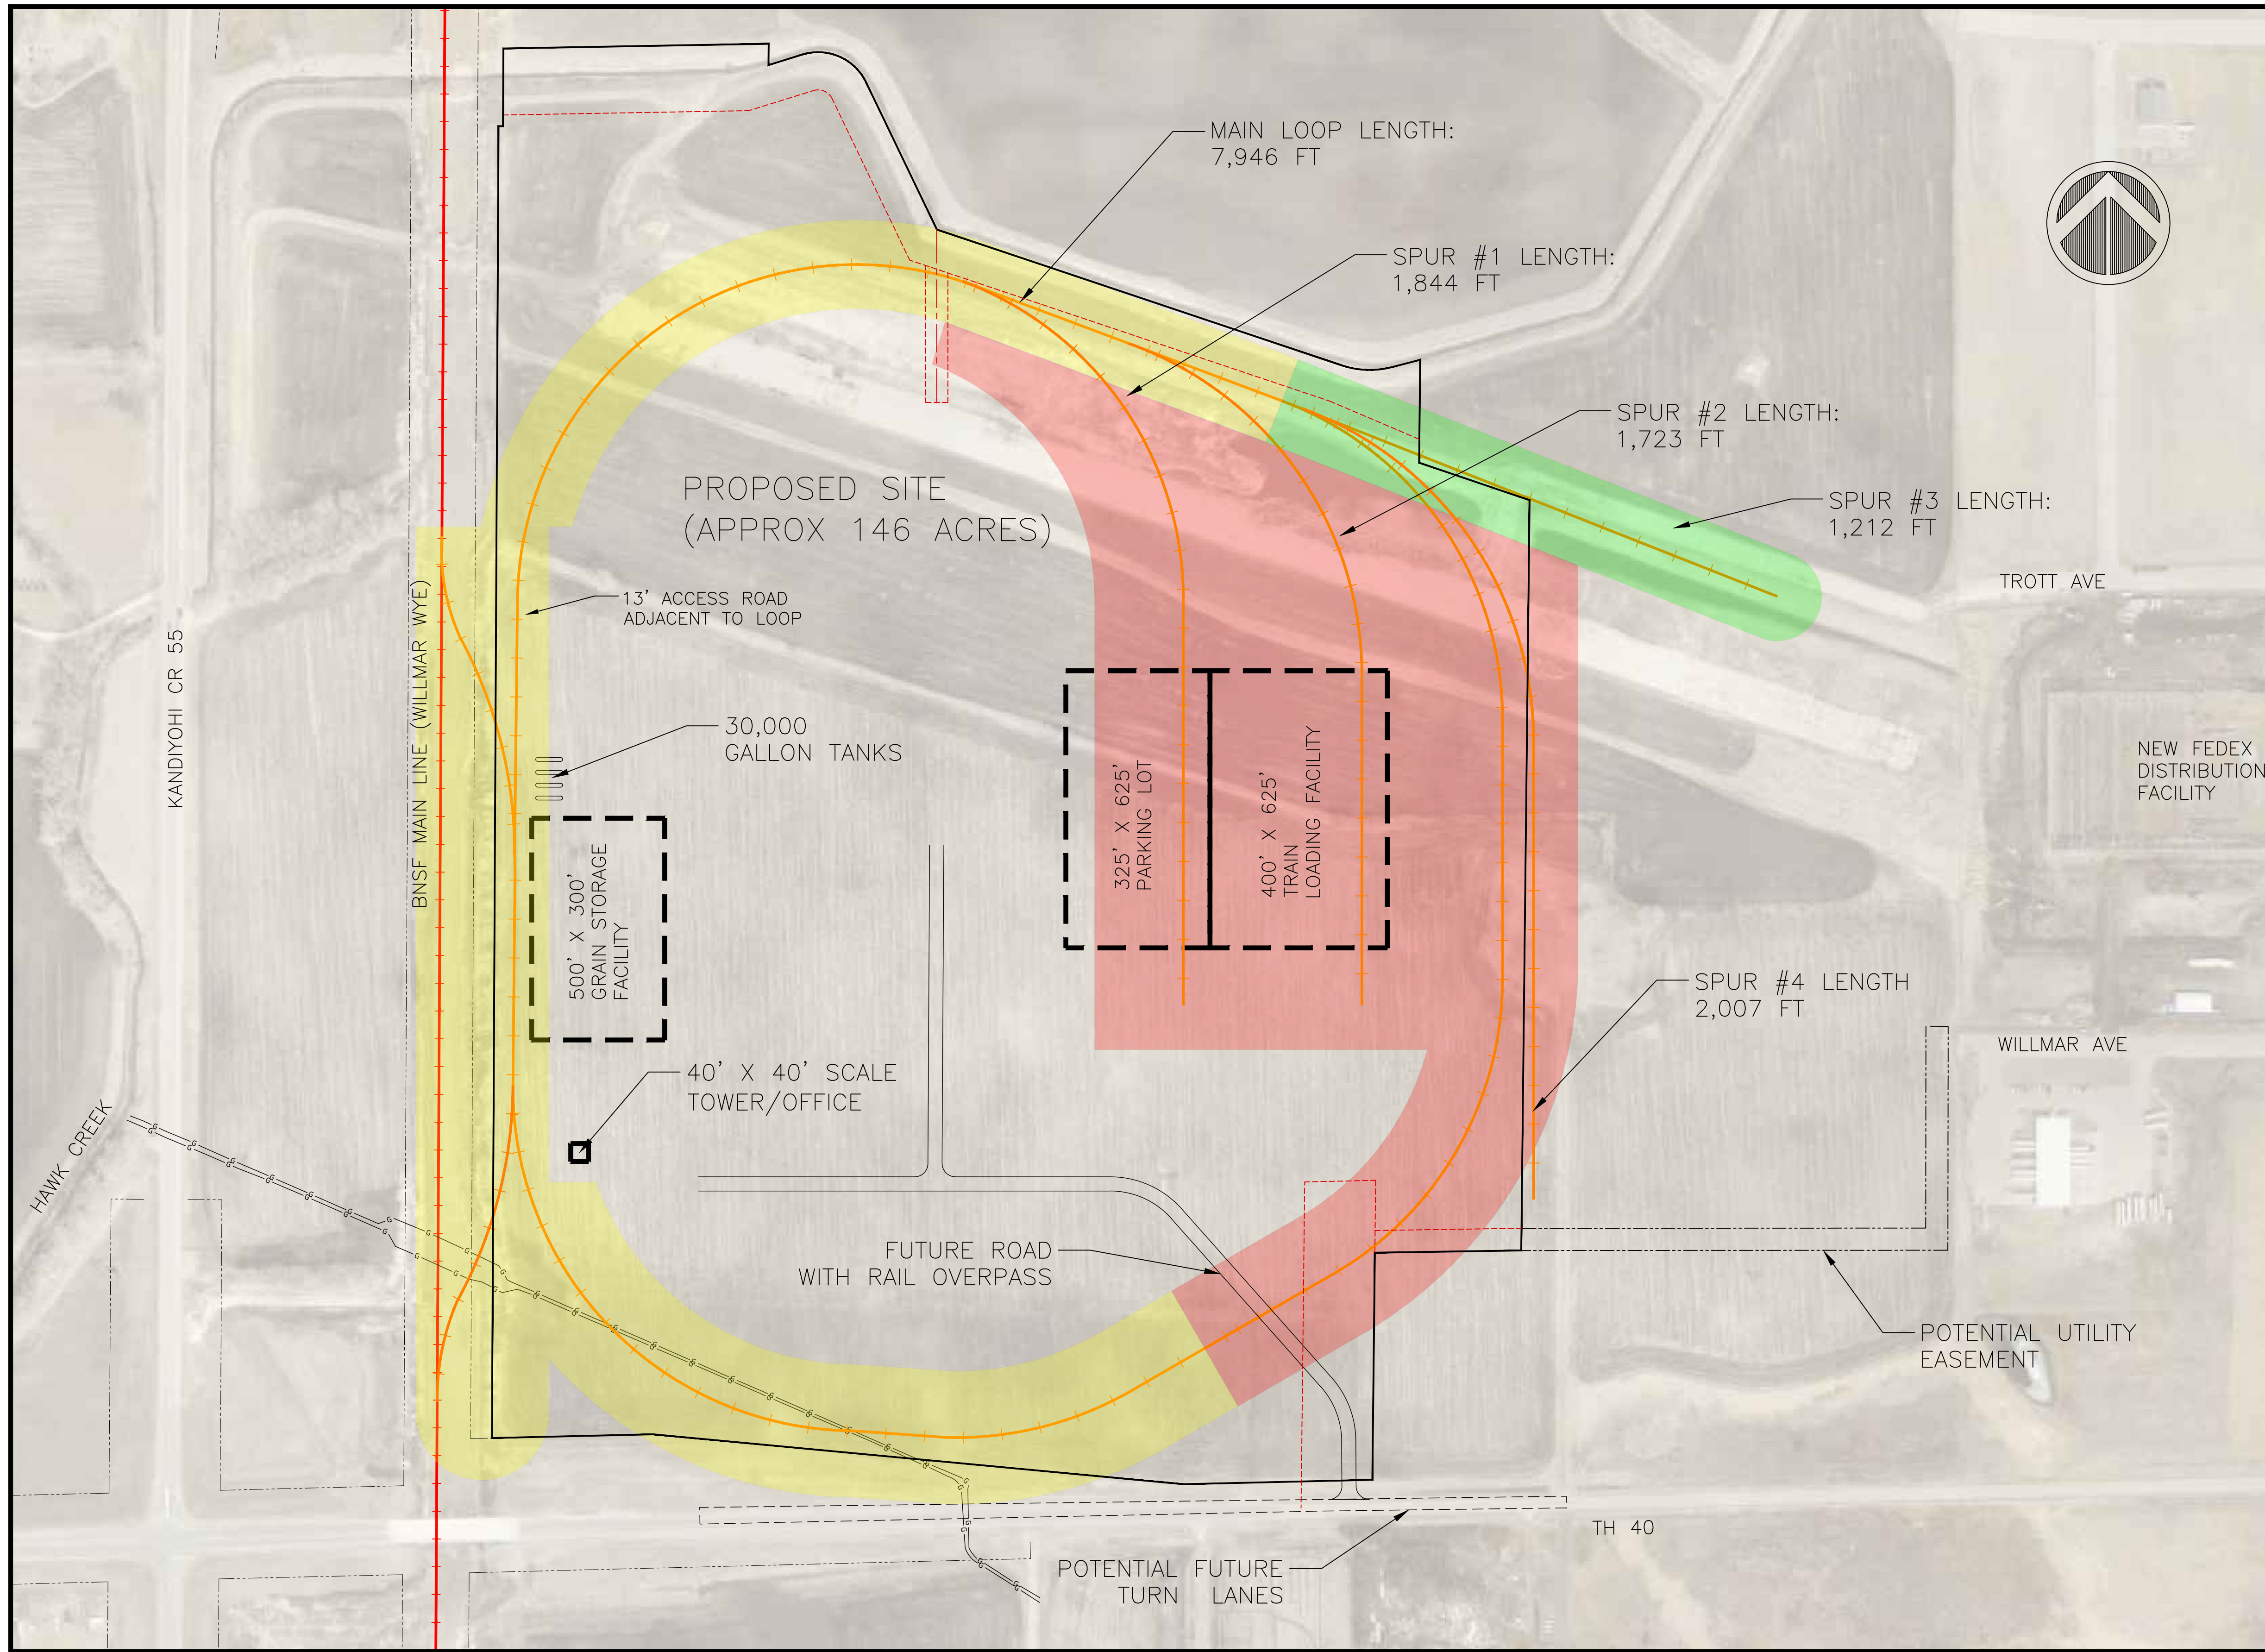 MAIN LOOP LENGTH:
7,946 FT
SPUR #1 LENGTH:
1,844 FT
SPUR #2 LENGTH:
1,723 FT
SPUR #3 LENGTH:
1,212 FT
PROPOSED SITE
(APPROX 146 ACRES)
TROTT AVE
13' ACCESS ROAD
ADJACENT TO LOOP
KANDIYOHI CR 55
BNSF MAIN LINE (WILLMAR WYE)
30,000
GALLON TANKS
325' X 625'
PARKING LOT
400' X 625'
TRAIN
LOADING FACILITY
NEW FEDEX
DISTRIBUTION
FACILITY
500' X 300'
GRAIN STORAGE
FACILITY
SPUR #4 LENGTH
2,007 FT
WILLMAR AVE
40' X 40' SCALE
TOWER/OFFICE
HAWK CREEK
FUTURE ROAD
WITH RAIL OVERPASS
POTENTIAL UTILITY
EASEMENT
TH 40
POTENTIAL FUTURE
TURN LANES